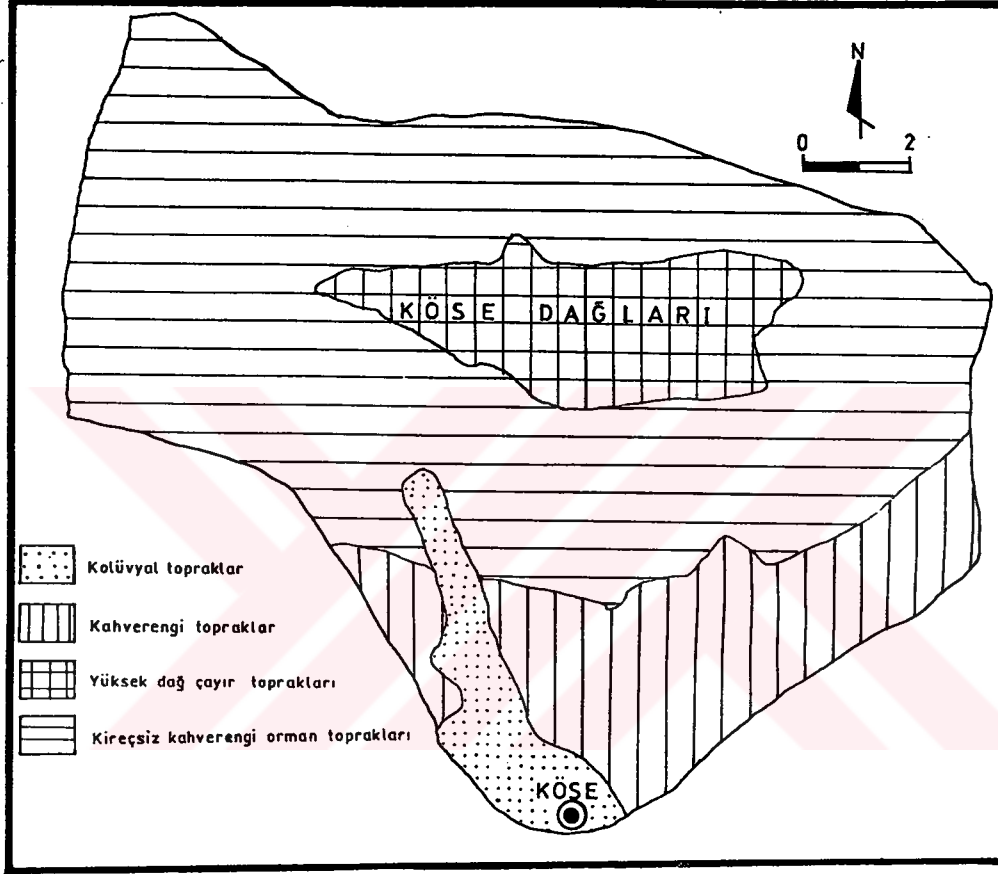 N
0 2
KÖSE DAĞLARI
Kolüvyal topraklar
Kahverengi topraklar
Yüksek dağ çayır toprakları
Kireçsiz kahverengi orman toprakları
KÖSE